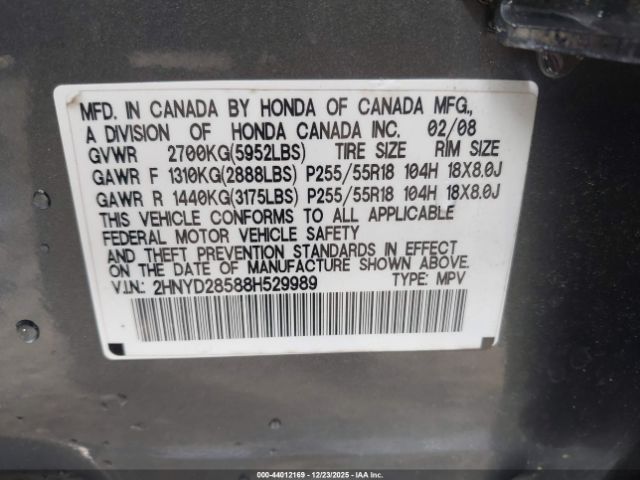 MFD. IN CANADA BY HONDA OF CANADA MFG.,
A DIVISION OF HONDA CANADA INC. 02/08
GVWR 2700KG(5952LBS) TIRE SIZE RIM SIZE
GAWR F 1310KG(2888LBS) P255/55R18 104H 18X8.0J
GAWR R 1440KG(3175LBS) P255/55R18 104H 18X8.0J
THIS VEHICLE CONFORMS TO ALL APPLICABLE
FEDERAL MOTOR VEHICLE SAFETY
AND THEFT PREVENTION STANDARDS IN EFFECT
ON THE DATE OF MANUFACTURE SHOWN ABOVE.
V.I.N.: 2HNYD28588H529989 TYPE: MPV
000-44012169 12/23/2025 Copyright IAA, Inc